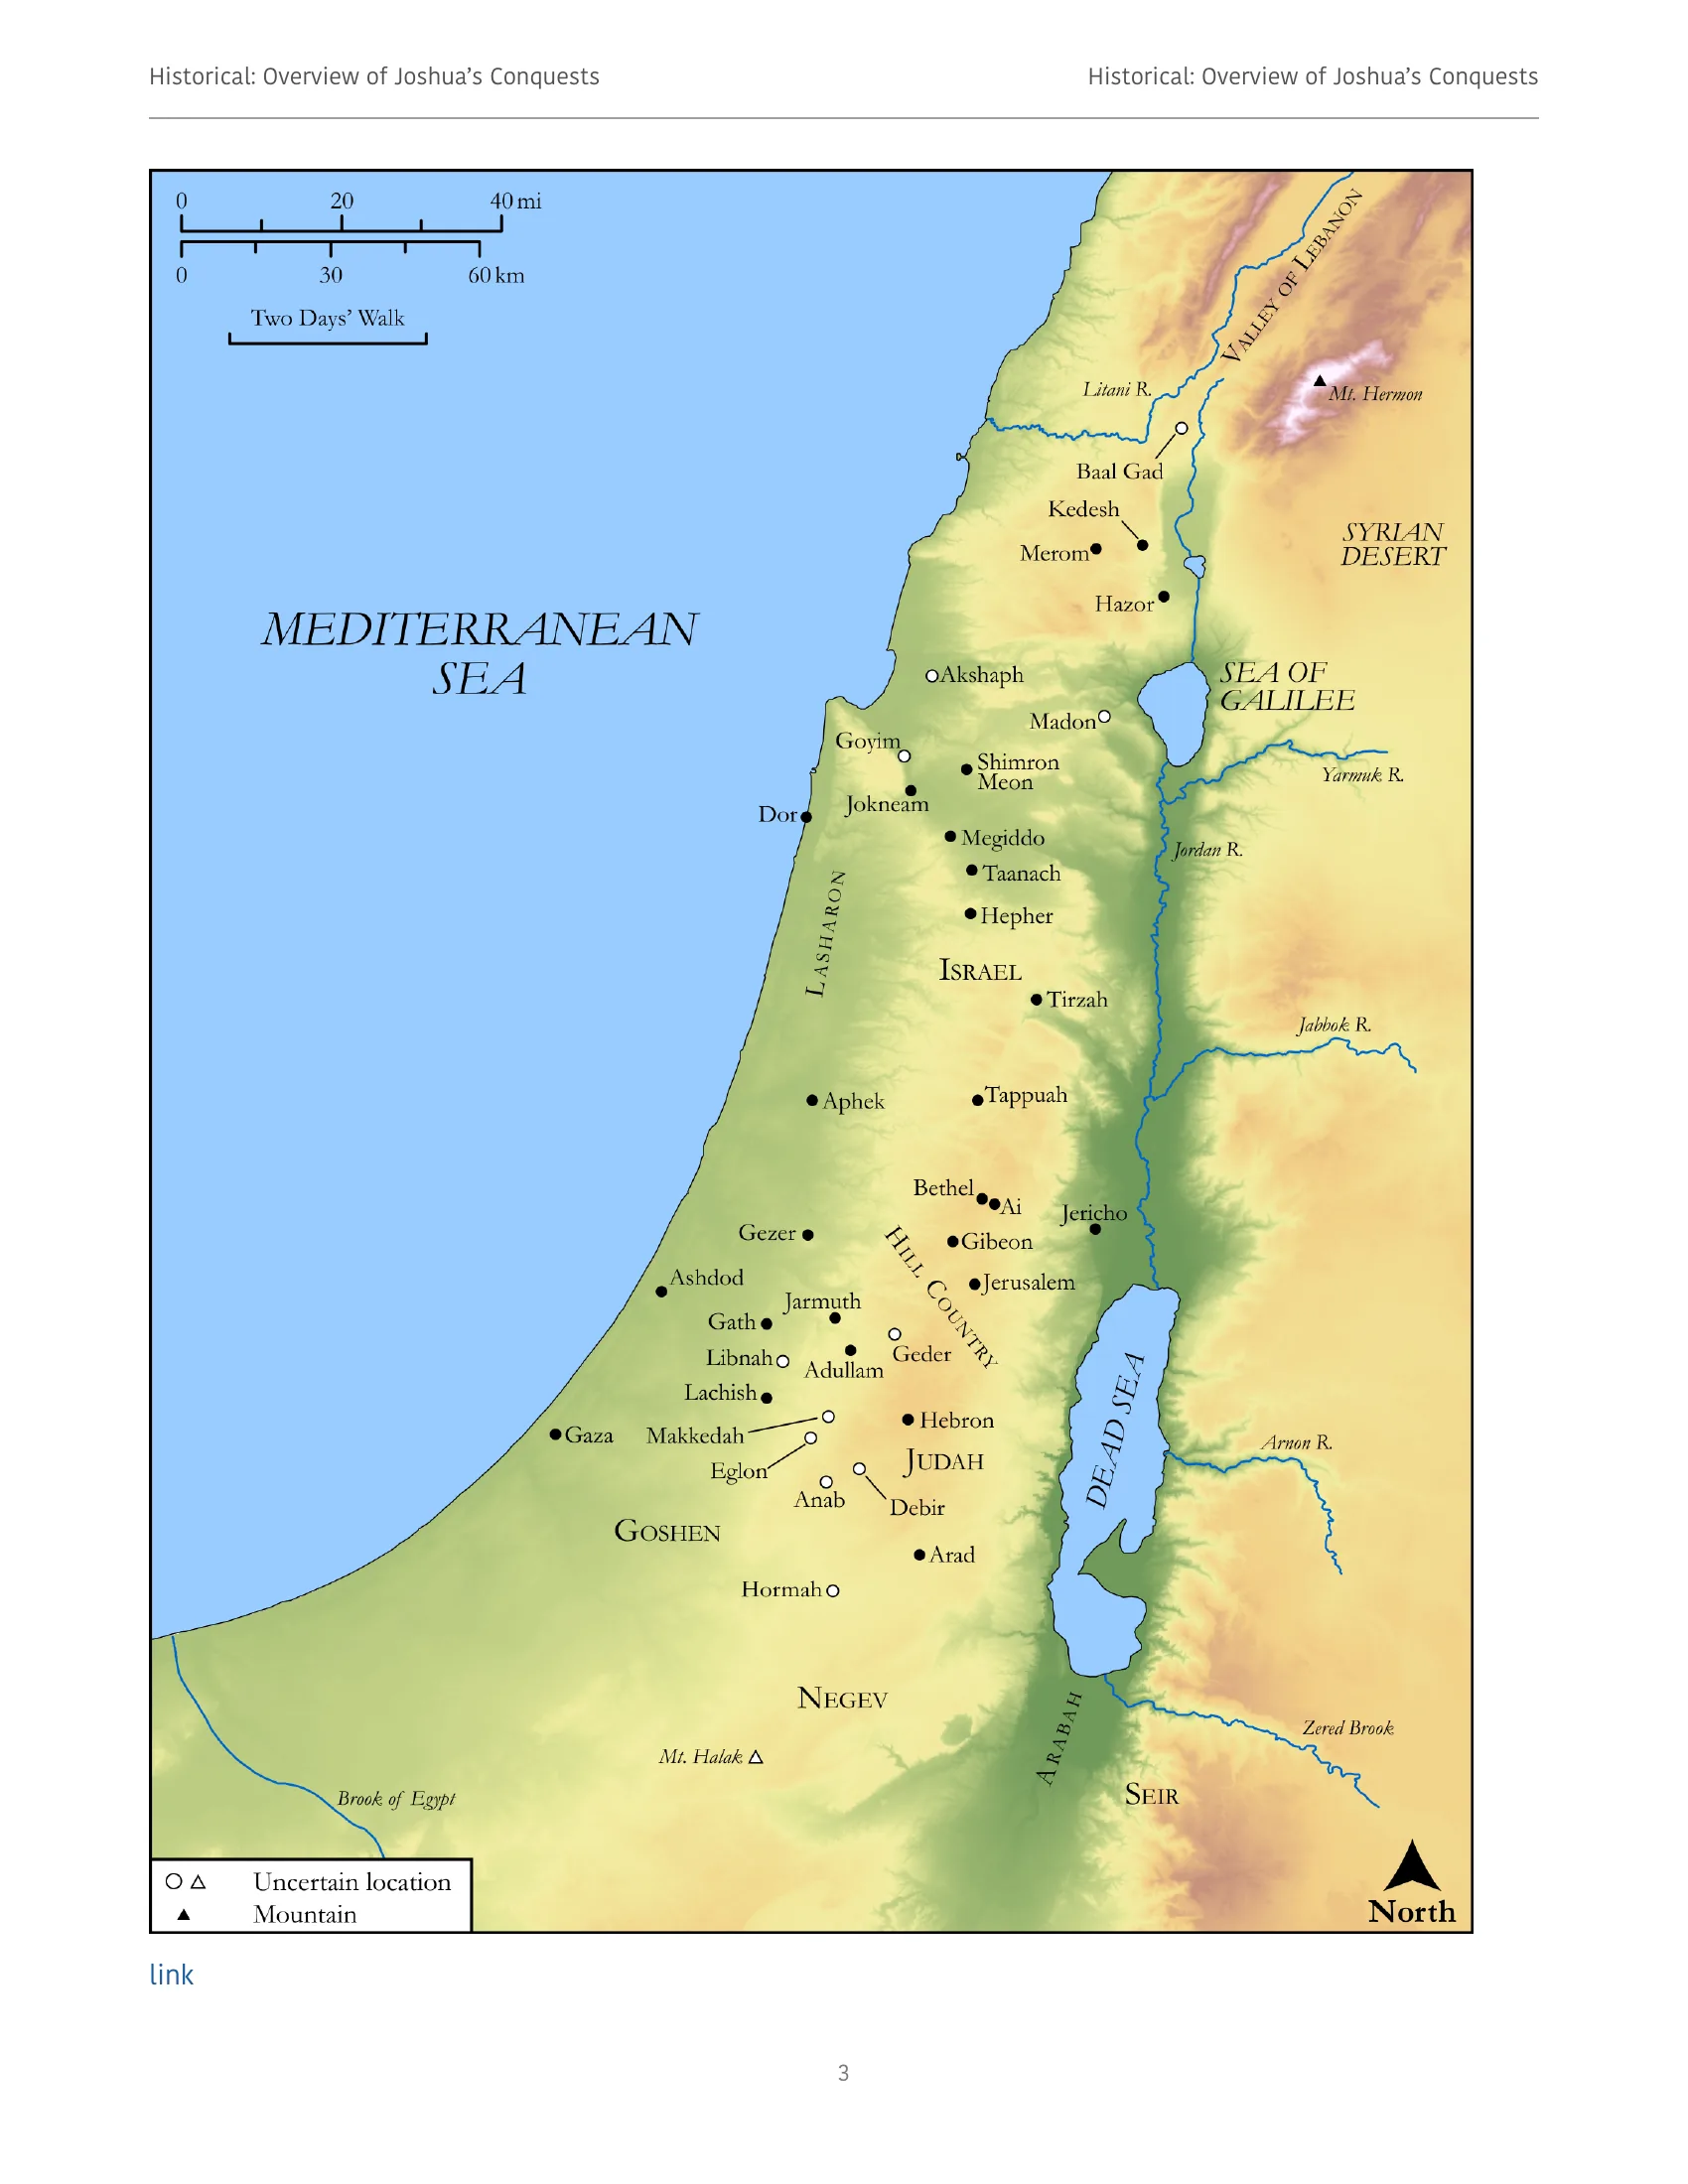 Historical: Overview of Joshua’s Conquests
Historical: Overview of Joshua’s Conquests
0 20 40 mi
0 30 60 km
Two Days’ Walk
VALLEY OF LEBANON
Litani R.
Mt. Hermon
Baal Gad
Kedesh
Merom
SYRIAN
DESERT
Hazor
MEDITERRANEAN
SEA
Akshaph
SEA OF
GALILEE
Madon
Goyim
Shimron
Meon
Yarmuk R.
Jokneam
Dor
Megiddo
Jordan R.
Taanach
LASHARON
Hepher
ISRAEL
Tirzah
Jabbok R.
Aphek
Tappuah
Bethel
Ai
Jericho
Gezer
Gibeon
HILL COUNTRY
Ashdod
Jerusalem
Jarmuth
Gath
Libnah
Geder
Adullam
Lachish
DEAD SEA
Hebron
Gaza
Makkedah
Arnon R.
JUDAH
Eglon
Anab
Debir
GOSHEN
Arad
Hormah
NEGEV
ARABAH
Zered Brook
Mt. Halak
SEIR
Brook of Egypt
Uncertain location
Mountain
North
link
3